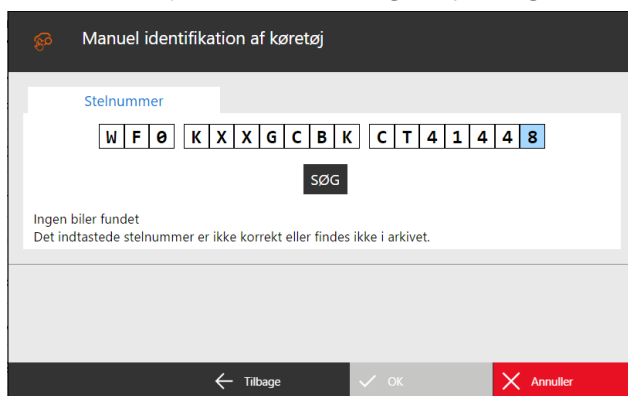 Manuel identifikation af køretøj
Stelnummer
WF0 KXXGCBK CT41448
SØG
Ingen biler fundet
Det indtastede stelnummer er ikke korrekt eller findes ikke i arkivet.
Tilbage OK Annuller